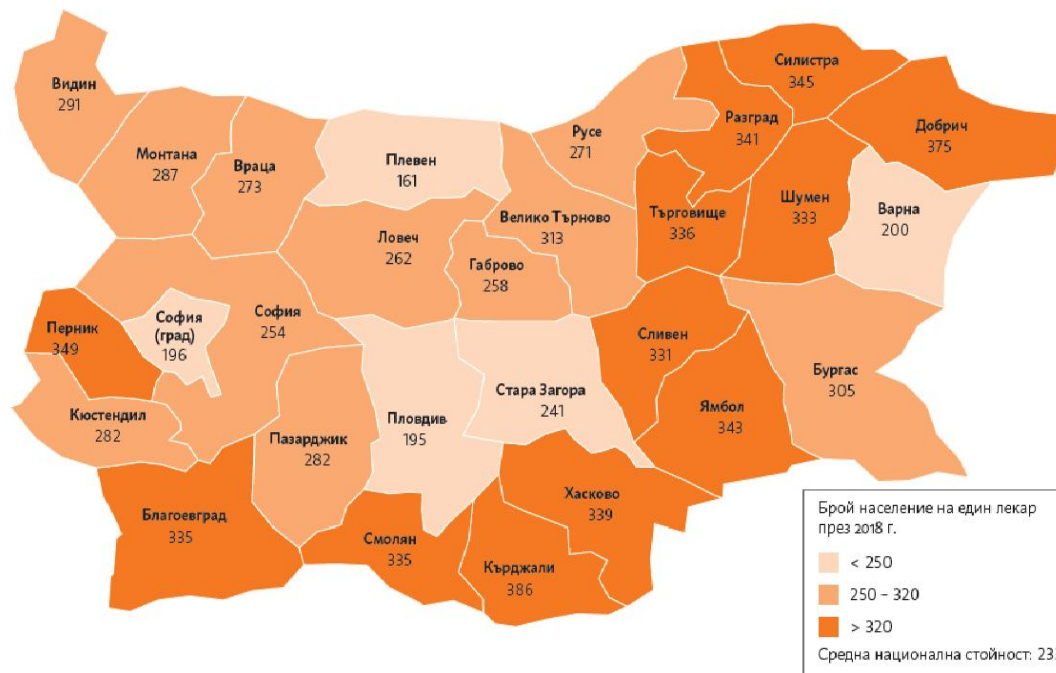 Видин
291
Монтана
287
Враца
273
Плевен
161
Русе
271
Разград
341
Силистра
345
Добрич
375
Ловеч
262
Велико Търново
313
Габрово
258
Търговище
336
Шумен
333
Варна
200
Перник
349
София
(град)
196
София
254
Сливен
331
Бургас
305
Кюстендил
282
Пазарджик
282
Пловдив
195
Стара Загора
241
Ямбол
343
Благоевград
335
Смолян
335
Хасково
339
Кърджали
386
Брой население на един лекар
през 2018 г.
< 250
250 – 320
> 320
Средна национална стойност: